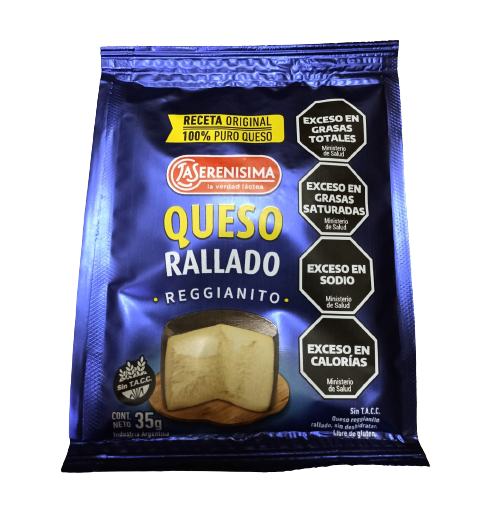 RECETA ORIGINAL
100% PURO QUESO
LA SERENISIMA
la verdad láctea
QUESO
RALLADO
• REGGIANITO •
EXCESO EN
GRASAS
TOTALES
Ministerio
de Salud
EXCESO EN
GRASAS
SATURADAS
Ministerio
de Salud
EXCESO EN
SODIO
Ministerio
de Salud
EXCESO EN
CALORÍAS
Ministerio
de Salud
Sin T.A.C.C.
CONT.
NETO 35g
Industria Argentina
Sin T.A.C.C.
Queso reggianito
rallado, sin deshidratar.
Libre de gluten.